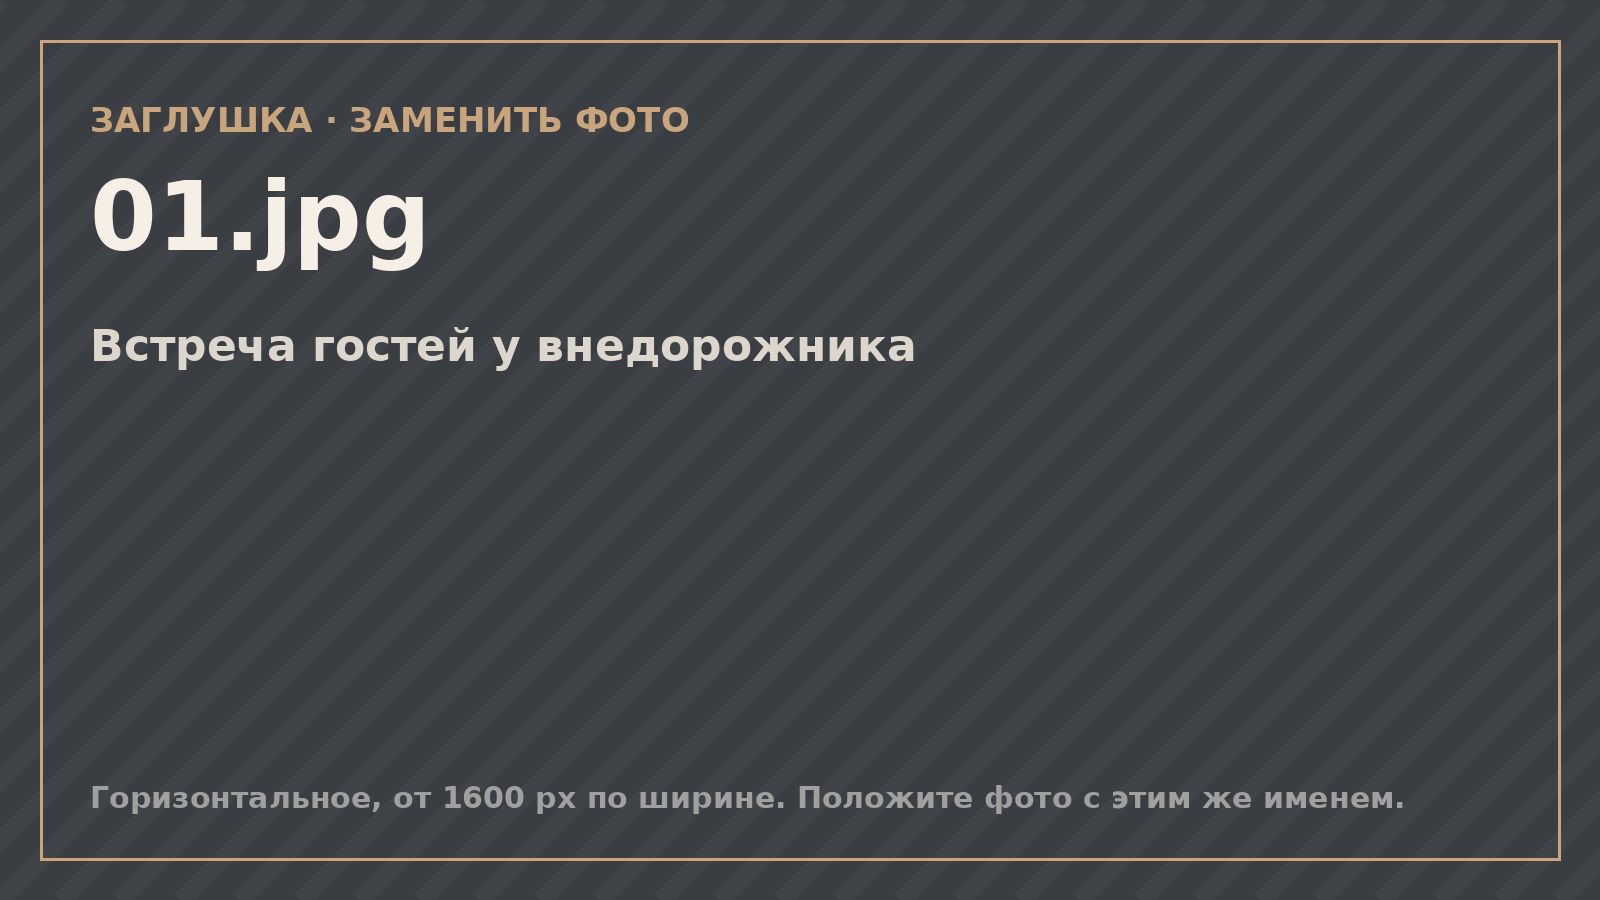 ЗАГЛУШКА · ЗАМЕНИТЬ ФОТО
01.jpg
Встреча гостей у внедорожника
Горизонтальное, от 1600 px по ширине. Положите фото с этим же именем.